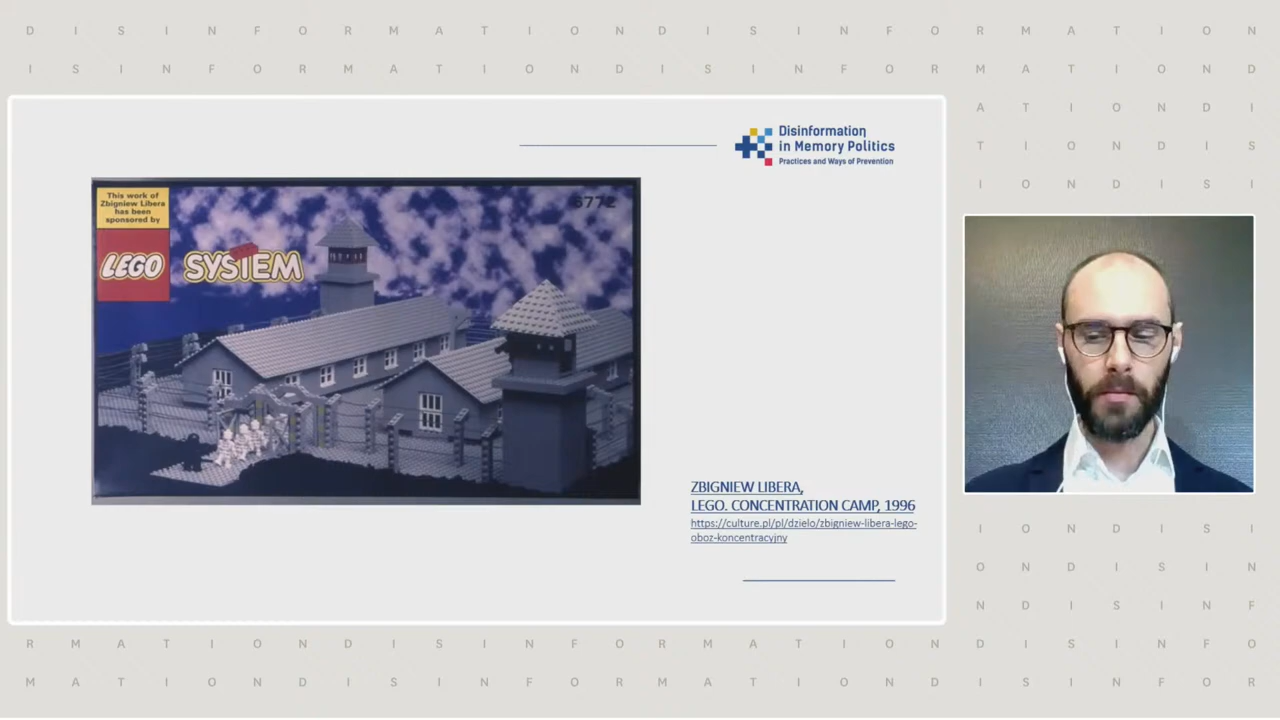 D I S I N F O R M A T I O N D I S I N F O R M A T I O N
I S I N F O R M A T I O N D I S I N F O R M A T I O N D
A T I O N D I
T I O N D I S
I O N D I S I
Disinformation
in Memory Politics
Practices and Ways of Prevention
This work of
Zbigniew Libera
has been
sponsored by
LEGO SYSTEM
6772
ZBIGNIEW LIBERA,
LEGO. CONCENTRATION CAMP, 1996
https://culture.pl/pl/dzielo/zbigniew-libera-lego-
oboz-koncentracyjny
I O N D I S I
O N D I S I N
N D I S I N F
R M A T I O N D I S I N F O R M A T I O N D I S I N F O
M A T I O N D I S I N F O R M A T I O N D I S I N F O R